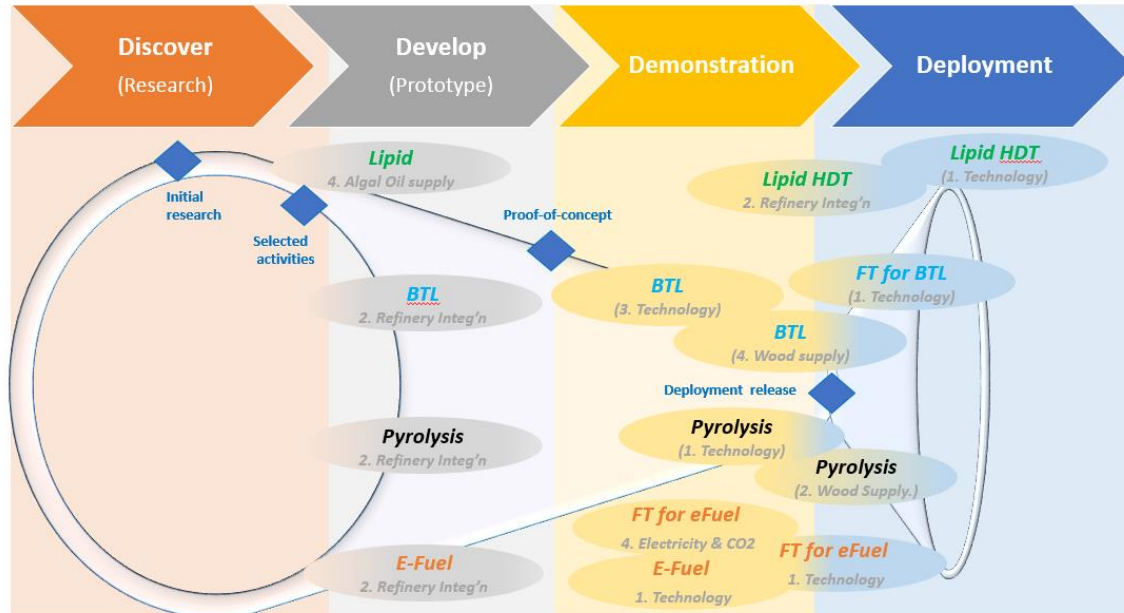 Discover
(Research)
Develop
(Prototype)
Demonstration
Deployment
Lipid
4. Algal Oil supply
Lipid HDT
2. Refinery Integ'n
Lipid HDT
(1. Technology)
Initial
research
Selected
activities
Proof-of-concept
BTL
2. Refinery Integ'n
BTL
(3. Technology)
FT for BTL
(1. Technology)
BTL
(4. Wood supply)
Deployment release
Pyrolysis
2. Refinery Integ'n
Pyrolysis
(1. Technology)
Pyrolysis
(2. Wood Supply.)
FT for eFuel
4. Electricity & CO2
FT for eFuel
1. Technology
E-Fuel
2. Refinery Integ'n
E-Fuel
1. Technology